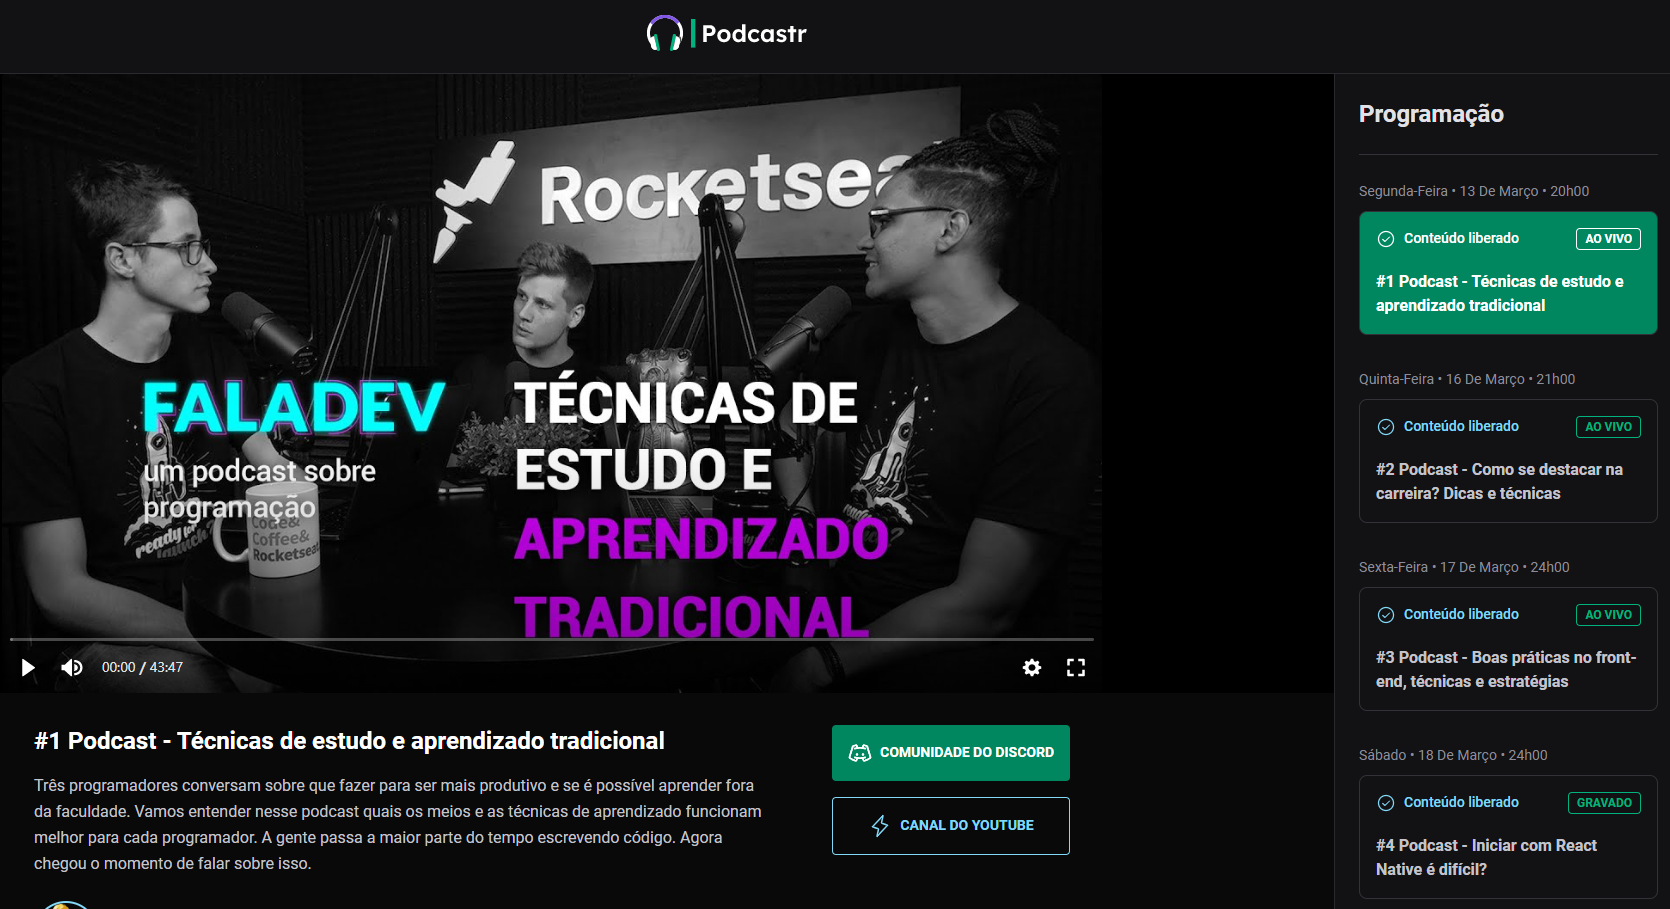 Podcastr
Rocketseat
FALADEV
um podcast sobre
programação
TÉCNICAS DE
ESTUDO E
APRENDIZADO
TRADICIONAL
Code&
Coffee&
Rocketseat
ready for
launch?
00:00 / 43:47
#1 Podcast - Técnicas de estudo e aprendizado tradicional
Três programadores conversam sobre que fazer para ser mais produtivo e se é possível aprender fora
da faculdade. Vamos entender nesse podcast quais os meios e as técnicas de aprendizado funcionam
melhor para cada programador. A gente passa a maior parte do tempo escrevendo código. Agora
chegou o momento de falar sobre isso.
COMUNIDADE DO DISCORD
CANAL DO YOUTUBE
Programação
Segunda-Feira • 13 De Março • 20h00
Conteúdo liberado AO VIVO
#1 Podcast - Técnicas de estudo e
aprendizado tradicional
Quinta-Feira • 16 De Março • 21h00
Conteúdo liberado AO VIVO
#2 Podcast - Como se destacar na
carreira? Dicas e técnicas
Sexta-Feira • 17 De Março • 24h00
Conteúdo liberado AO VIVO
#3 Podcast - Boas práticas no front-
end, técnicas e estratégias
Sábado • 18 De Março • 24h00
Conteúdo liberado GRAVADO
#4 Podcast - Iniciar com React
Native é difícil?